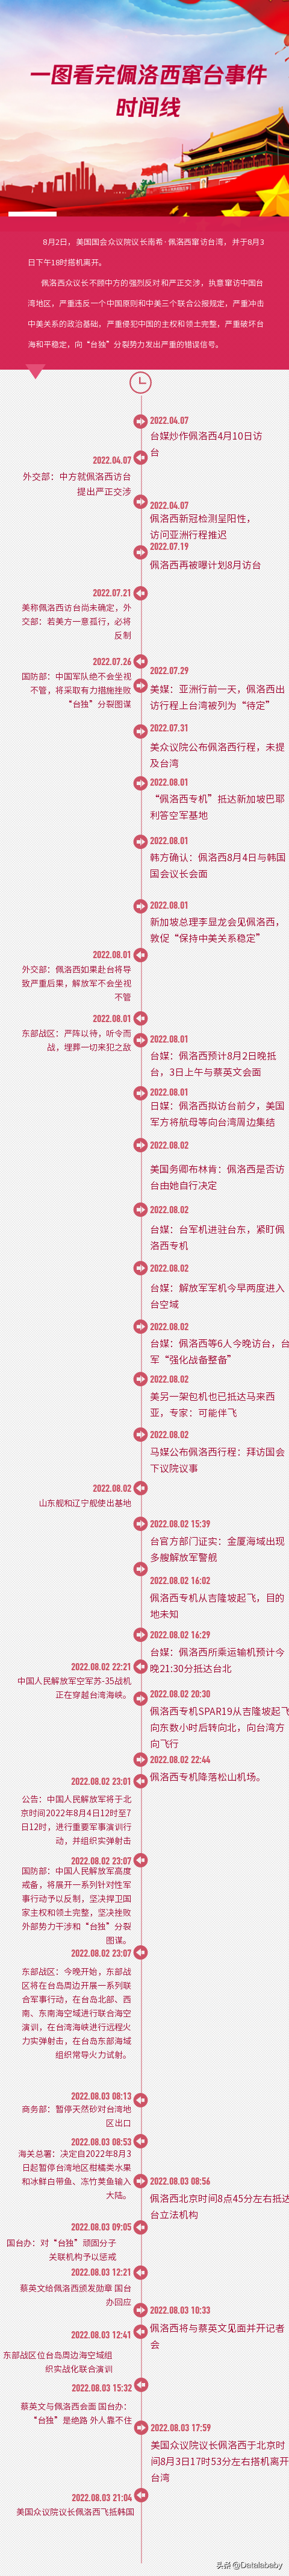 一图看完佩洛西窜台事件
时间线
8月2日，美国国会众议院议长南希·佩洛西窜访台湾，并于8月3
日下午18时搭机离开。
佩洛西众议长不顾中方的强烈反对和严正交涉，执意窜访中国台
湾地区，严重违反一个中国原则和中美三个联合公报规定，严重冲击
中美关系的政治基础，严重侵犯中国的主权和领土完整，严重破坏台
海和平稳定，向“台独”分裂势力发出严重的错误信号。
2022.04.07
台媒炒作佩洛西4月10日访
台
2022.04.07
外交部：中方就佩洛西访台
提出严正交涉
2022.04.07
佩洛西新冠检测呈阳性，
访问亚洲行程推迟
2022.07.19
佩洛西再被曝计划8月访台
2022.07.21
美称佩洛西访台尚未确定，外
交部：若美方一意孤行，必将
反制
2022.07.26
国防部：中国军队绝不会坐视
不管，将采取有力措施挫败
“台独”分裂图谋
2022.07.29
美媒：亚洲行前一天，佩洛西出
访行程上台湾被列为“待定”
2022.07.31
美众议院公布佩洛西行程，未提
及台湾
2022.08.01
“佩洛西专机”抵达新加坡巴耶
利答空军基地
2022.08.01
韩方确认：佩洛西8月4日与韩国
国会议长会面
2022.08.01
新加坡总理李显龙会见佩洛西，
敦促“保持中美关系稳定”
2022.08.01
外交部：佩洛西如果赴台将导
致严重后果，解放军不会坐视
不管
2022.08.01
东部战区：严阵以待，听令而
战，埋葬一切来犯之敌
2022.08.01
台媒：佩洛西预计8月2日晚抵
台，3日上午与蔡英文会面
2022.08.01
日媒：佩洛西拟访台前夕，美国
军方将航母等向台湾周边集结
2022.08.02
美国务卿布林肯：佩洛西是否访
台由她自行决定
2022.08.02
台媒：台军机进驻台东，紧盯佩
洛西专机
2022.08.02
台媒：解放军军机今早两度进入
台空域
2022.08.02
台媒：佩洛西等6人今晚访台，台
军“强化战备整备”
2022.08.02
美另一架包机也已抵达马来西
亚，专家：可能伴飞
2022.08.02
马媒公布佩洛西行程：拜访国会
下议院议事
2022.08.02
山东舰和辽宁舰使出基地
2022.08.02 15:39
台官方部门证实：金厦海域出现
多艘解放军警舰
2022.08.02 16:02
佩洛西专机从吉隆坡起飞，目的
地未知
2022.08.02 16:29
台媒：佩洛西所乘运输机预计今
晚21:30分抵达台北
2022.08.02 22:21
中国人民解放军空军苏-35战机
正在穿越台湾海峡。
2022.08.02 20:30
佩洛西专机SPAR19从吉隆坡起飞
向东数小时后转向北，向台湾方
向飞行
2022.08.02 22:44
佩洛西专机降落松山机场。
2022.08.02 23:01
公告：中国人民解放军将于北
京时间2022年8月4日12时至7
日12时，进行重要军事演训行
动，并组织实弹射击
2022.08.02 23:07
国防部：中国人民解放军高度
戒备，将展开一系列针对性军
事行动予以反制，坚决捍卫国
家主权和领土完整，坚决挫败
外部势力干涉和“台独”分裂
图谋。
2022.08.02 23:07
东部战区：今晚开始，东部战
区将在台岛周边开展一系列联
合军事行动，在台岛北部、西
南、东南海空域进行联合海空
演训，在台湾海峡进行远程火
力实弹射击，在台岛东部海域
组织常导火力试射。
2022.08.03 08:13
商务部：暂停天然砂对台湾地
区出口
2022.08.03 08:53
海关总署：决定自2022年8月3
日起暂停台湾地区柑橘类水果
和冰鲜白带鱼、冻竹荚鱼输入
大陆。
2022.08.03 08:56
佩洛西北京时间8点45分左右抵达
台立法机构
2022.08.03 09:05
国台办：对“台独”顽固分子
关联机构予以惩戒
2022.08.03 12:21
蔡英文给佩洛西颁发勋章 国台
办回应
2022.08.03 10:33
佩洛西将与蔡英文见面并开记者
会
2022.08.03 12:41
东部战区位台岛周边海空域组
织实战化联合演训
2022.08.03 15:32
蔡英文与佩洛西会面 国台办：
“台独”是绝路 外人靠不住
2022.08.03 17:59
美国众议院议长佩洛西于北京时
间8月3日17时53分左右搭机离开
台湾
2022.08.03 21:04
美国众议院议长佩洛西飞抵韩国
头条 @Datalababy